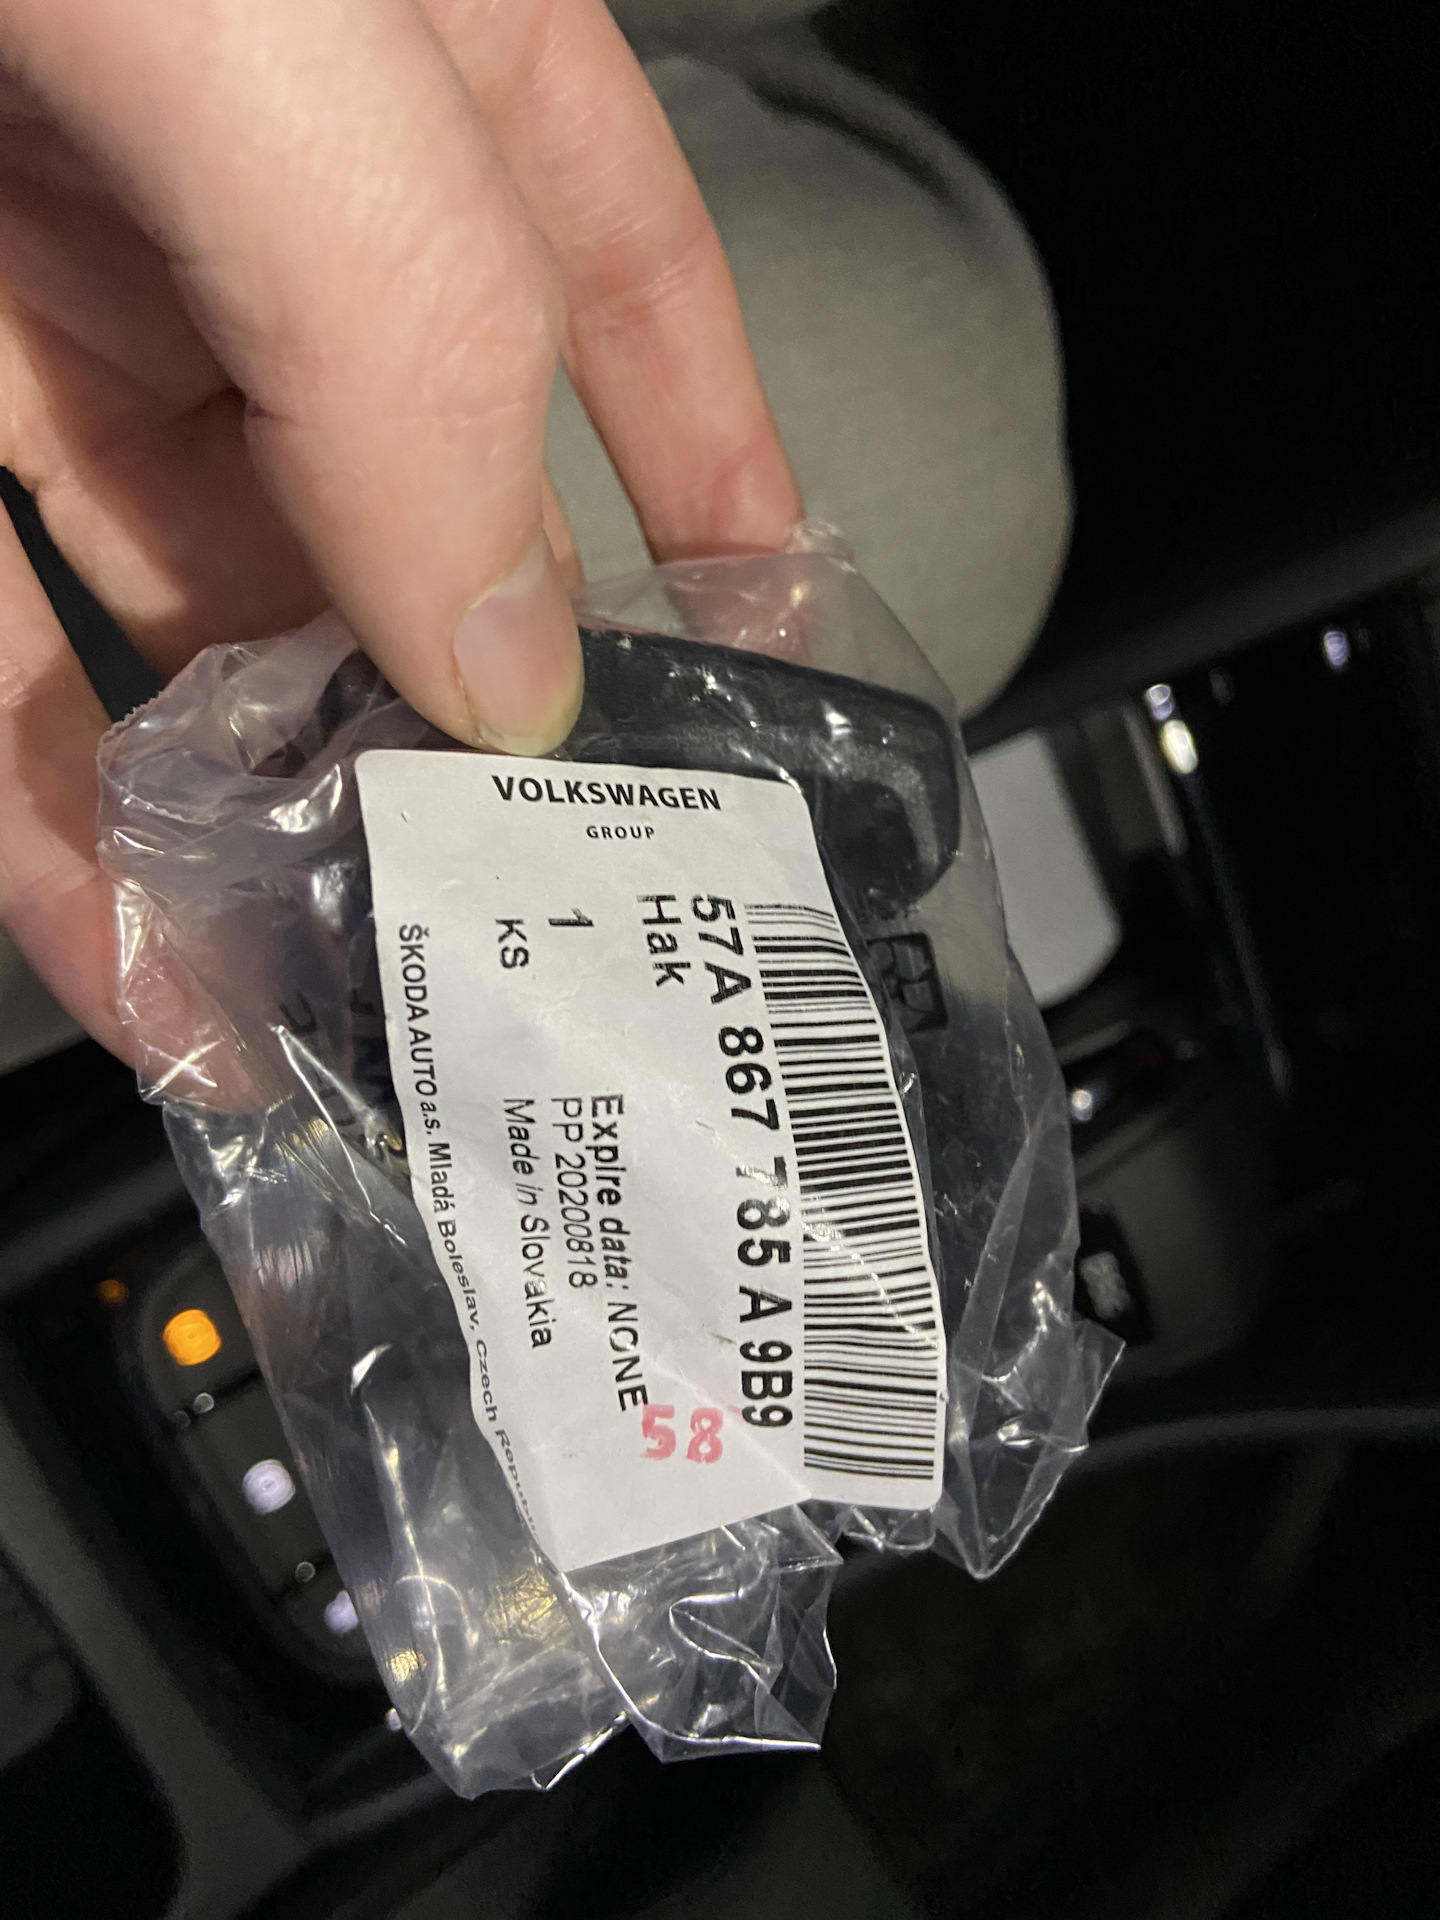 VOLKSWAGEN
GROUP
57A 867 785 A 9B9
Hak
1
KS
Expire data: NONE
PP 20200818
Made in Slovakia
ŠKODA AUTO a.s. Mladá Boleslav, Czech Republic
58